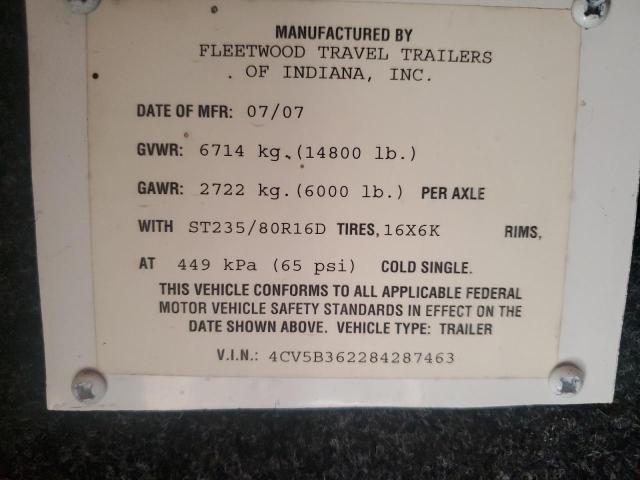 MANUFACTURED BY
FLEETWOOD TRAVEL TRAILERS
OF INDIANA, INC.
DATE OF MFR: 07/07
GVWR: 6714 kg.(14800 lb.)
GAWR: 2722 kg.(6000 lb.) PER AXLE
WITH ST235/80R16D TIRES, 16X6K RIMS,
AT 449 kPa (65 psi) COLD SINGLE.
THIS VEHICLE CONFORMS TO ALL APPLICABLE FEDERAL
MOTOR VEHICLE SAFETY STANDARDS IN EFFECT ON THE
DATE SHOWN ABOVE. VEHICLE TYPE: TRAILER
V.I.N.: 4CV5B362284287463